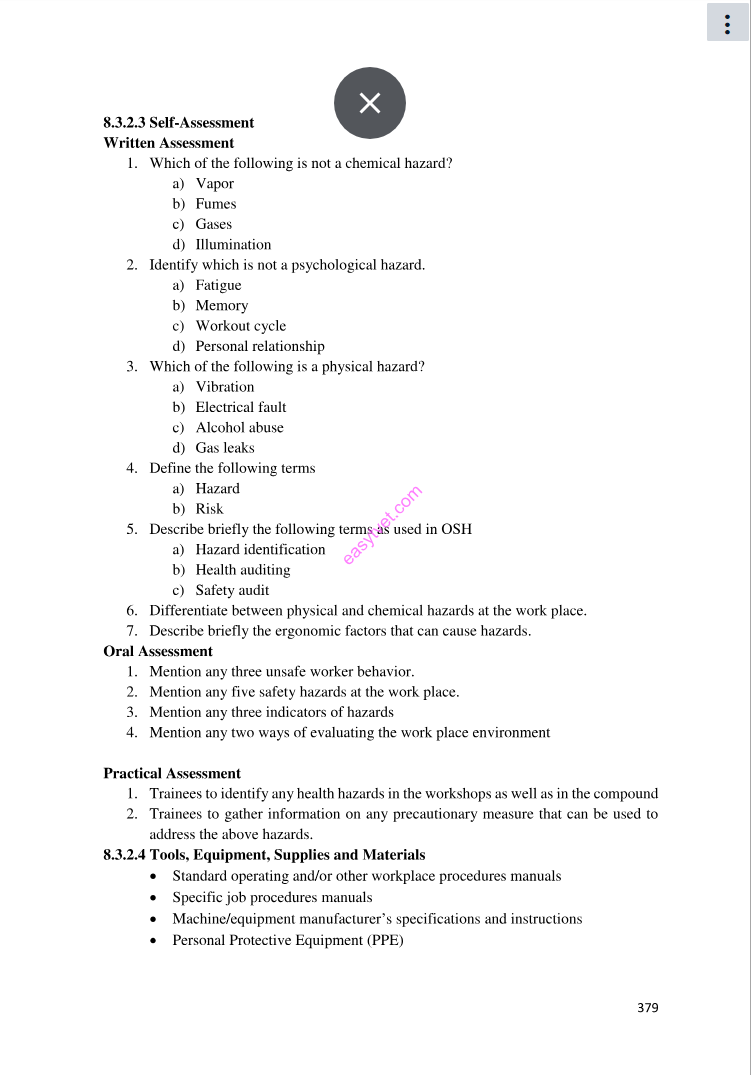 8.3.2.3 Self-Assessment
Written Assessment
1. Which of the following is not a chemical hazard?
a) Vapor
b) Fumes
c) Gases
d) Illumination
2. Identify which is not a psychological hazard.
a) Fatigue
b) Memory
c) Workout cycle
d) Personal relationship
3. Which of the following is a physical hazard?
a) Vibration
b) Electrical fault
c) Alcohol abuse
d) Gas leaks
4. Define the following terms
a) Hazard
b) Risk
5. Describe briefly the following terms as used in OSH
a) Hazard identification
b) Health auditing
c) Safety audit
easytvet.com
6. Differentiate between physical and chemical hazards at the work place.
7. Describe briefly the ergonomic factors that can cause hazards.
Oral Assessment
1. Mention any three unsafe worker behavior.
2. Mention any five safety hazards at the work place.
3. Mention any three indicators of hazards
4. Mention any two ways of evaluating the work place environment
Practical Assessment
1. Trainees to identify any health hazards in the workshops as well as in the compound
2. Trainees to gather information on any precautionary measure that can be used to
address the above hazards.
8.3.2.4 Tools, Equipment, Supplies and Materials
• Standard operating and/or other workplace procedures manuals
• Specific job procedures manuals
• Machine/equipment manufacturer’s specifications and instructions
• Personal Protective Equipment (PPE)
379